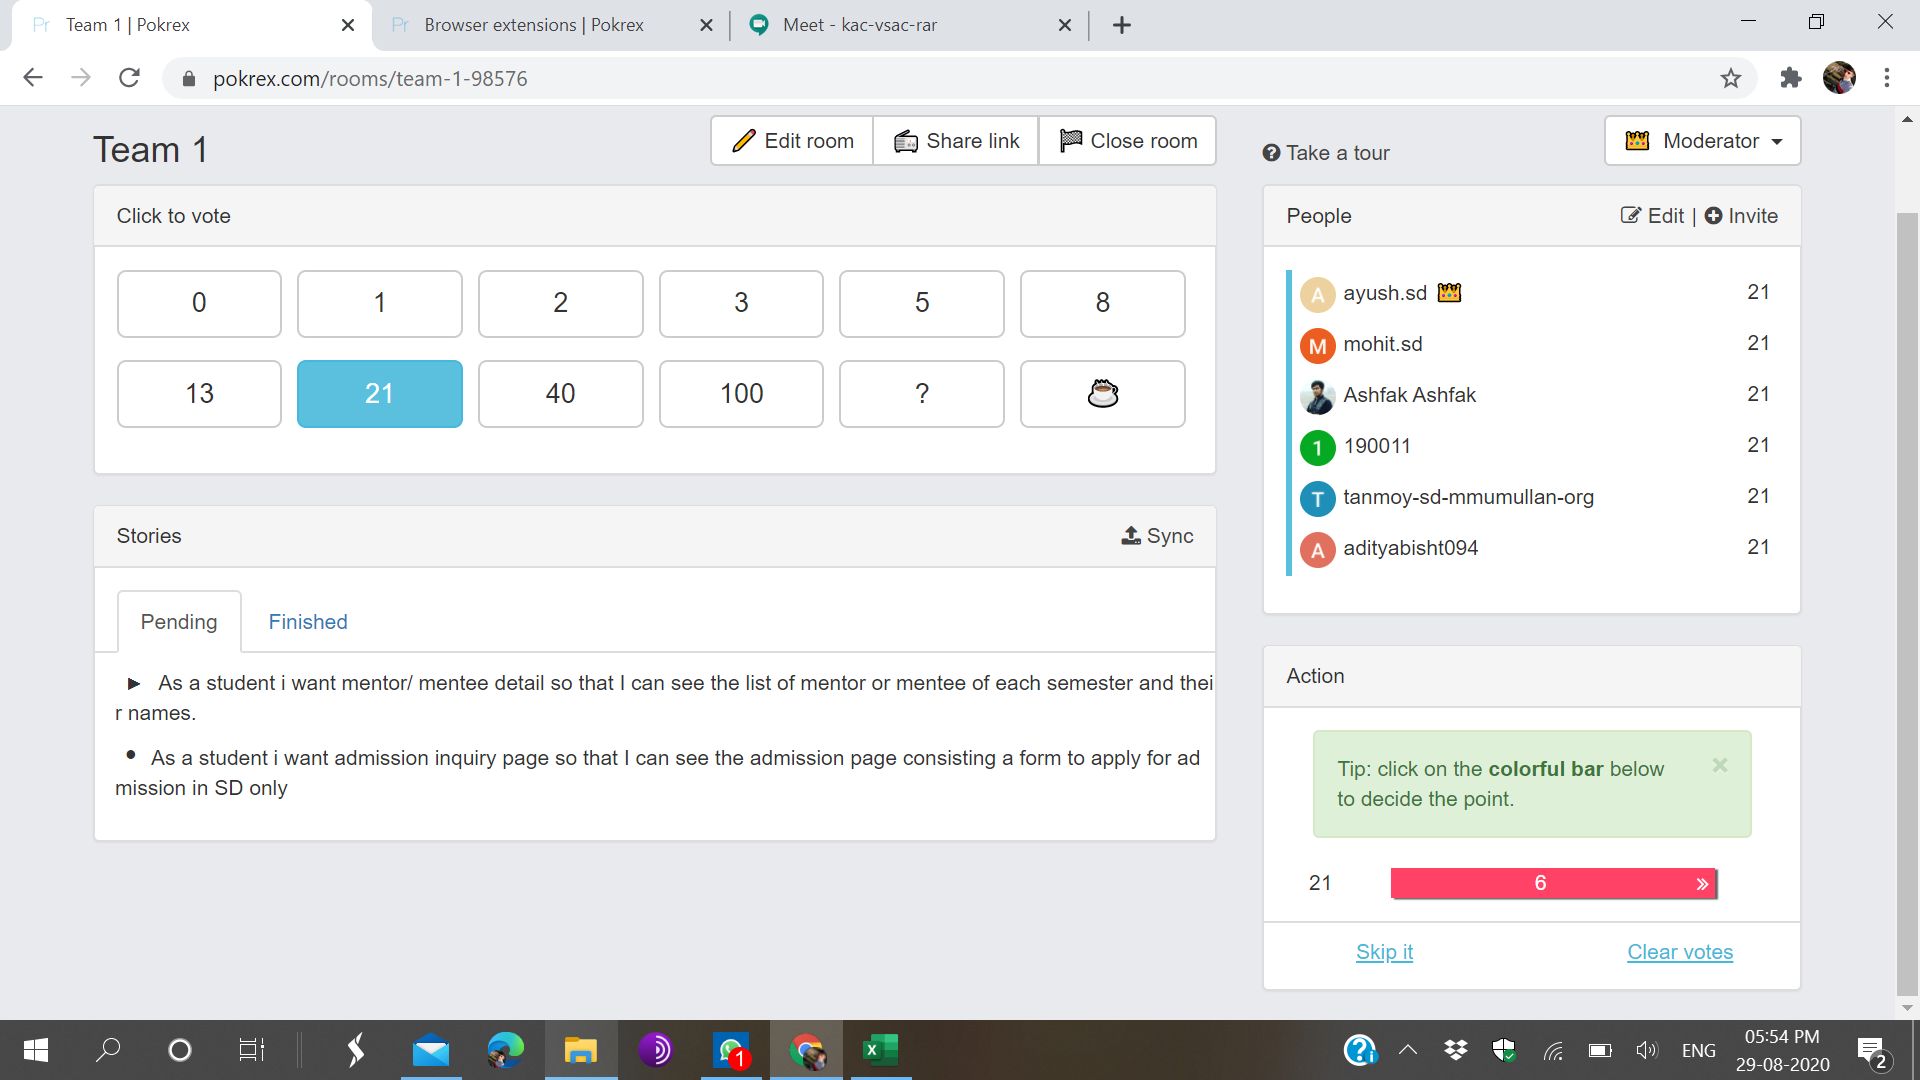 Pr Team 1 | Pokrex
Pr Browser extensions | Pokrex
Meet - kac-vsac-rar
pokrex.com/rooms/team-1-98576
Team 1
Edit room
Share link
Close room
Take a tour
Moderator
Click to vote
0 1 2 3 5 8
13 21 40 100 ?
Stories
Sync
Pending Finished
As a student i want mentor/ mentee detail so that I can see the list of mentor or mentee of each semester and thei
r names.
As a student i want admission inquiry page so that I can see the admission page consisting a form to apply for ad
mission in SD only
People
Edit | Invite
A ayush.sd 21
M mohit.sd 21
Ashfak Ashfak 21
1 190011 21
T tanmoy-sd-mmumullan-org 21
A adityabisht094 21
Action
Tip: click on the colorful bar below
to decide the point.
×
21 6 »
Skip it Clear votes
1
X
ENG
05:54 PM
29-08-2020
2